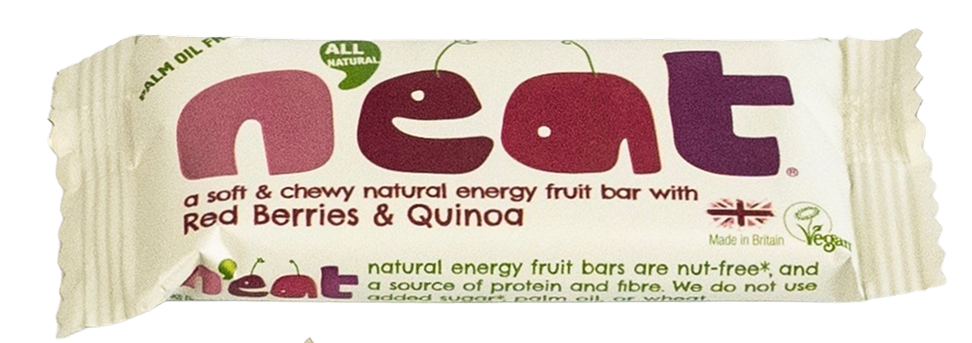 PALM OIL FR
ALL
NATURAL
n'eat®
a soft & chewy natural energy fruit bar with
Red Berries & Quinoa
Made in Britain
Vegan
n'eat natural energy fruit bars are nut-free*, and
a source of protein and fibre. We do not use
added sugar*, palm oil, or wheat